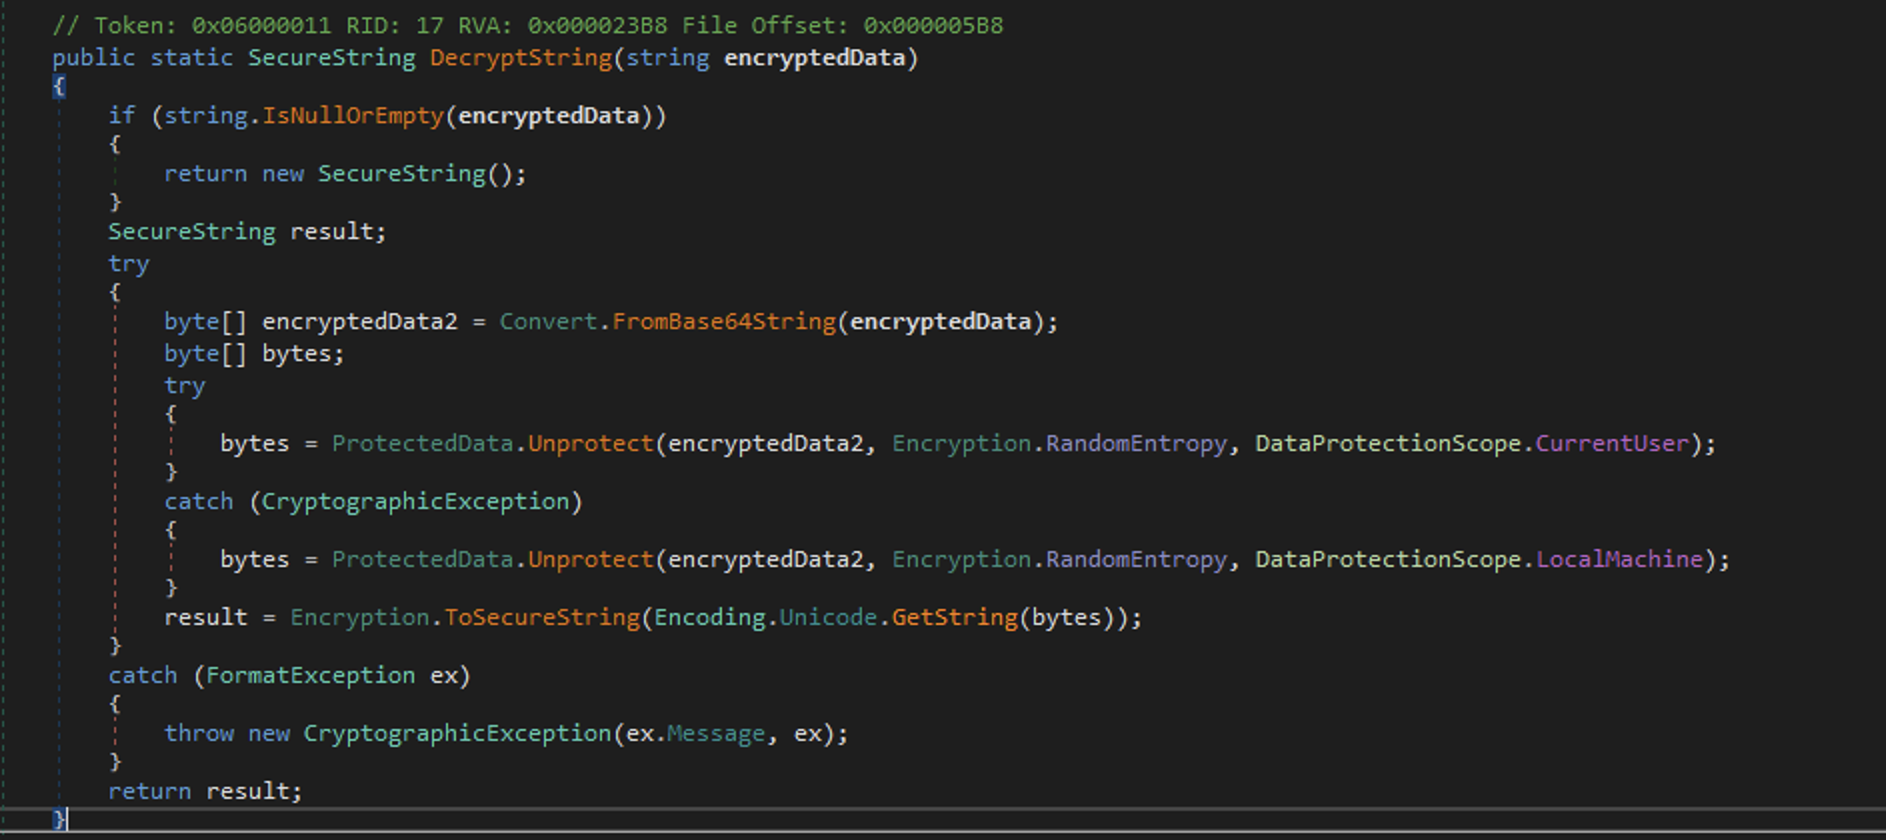 // Token: 0x06000011 RID: 17 RVA: 0x000023B8 File Offset: 0x000005B8
public static SecureString DecryptString(string encryptedData)
{
    if (string.IsNullOrEmpty(encryptedData))
    {
        return new SecureString();
    }
    SecureString result;
    try
    {
        byte[] encryptedData2 = Convert.FromBase64String(encryptedData);
        byte[] bytes;
        try
        {
            bytes = ProtectedData.Unprotect(encryptedData2, Encryption.RandomEntropy, DataProtectionScope.CurrentUser);
        }
        catch (CryptographicException)
        {
            bytes = ProtectedData.Unprotect(encryptedData2, Encryption.RandomEntropy, DataProtectionScope.LocalMachine);
        }
        result = Encryption.ToSecureString(Encoding.Unicode.GetString(bytes));
    }
    catch (FormatException ex)
    {
        throw new CryptographicException(ex.Message, ex);
    }
    return result;
}